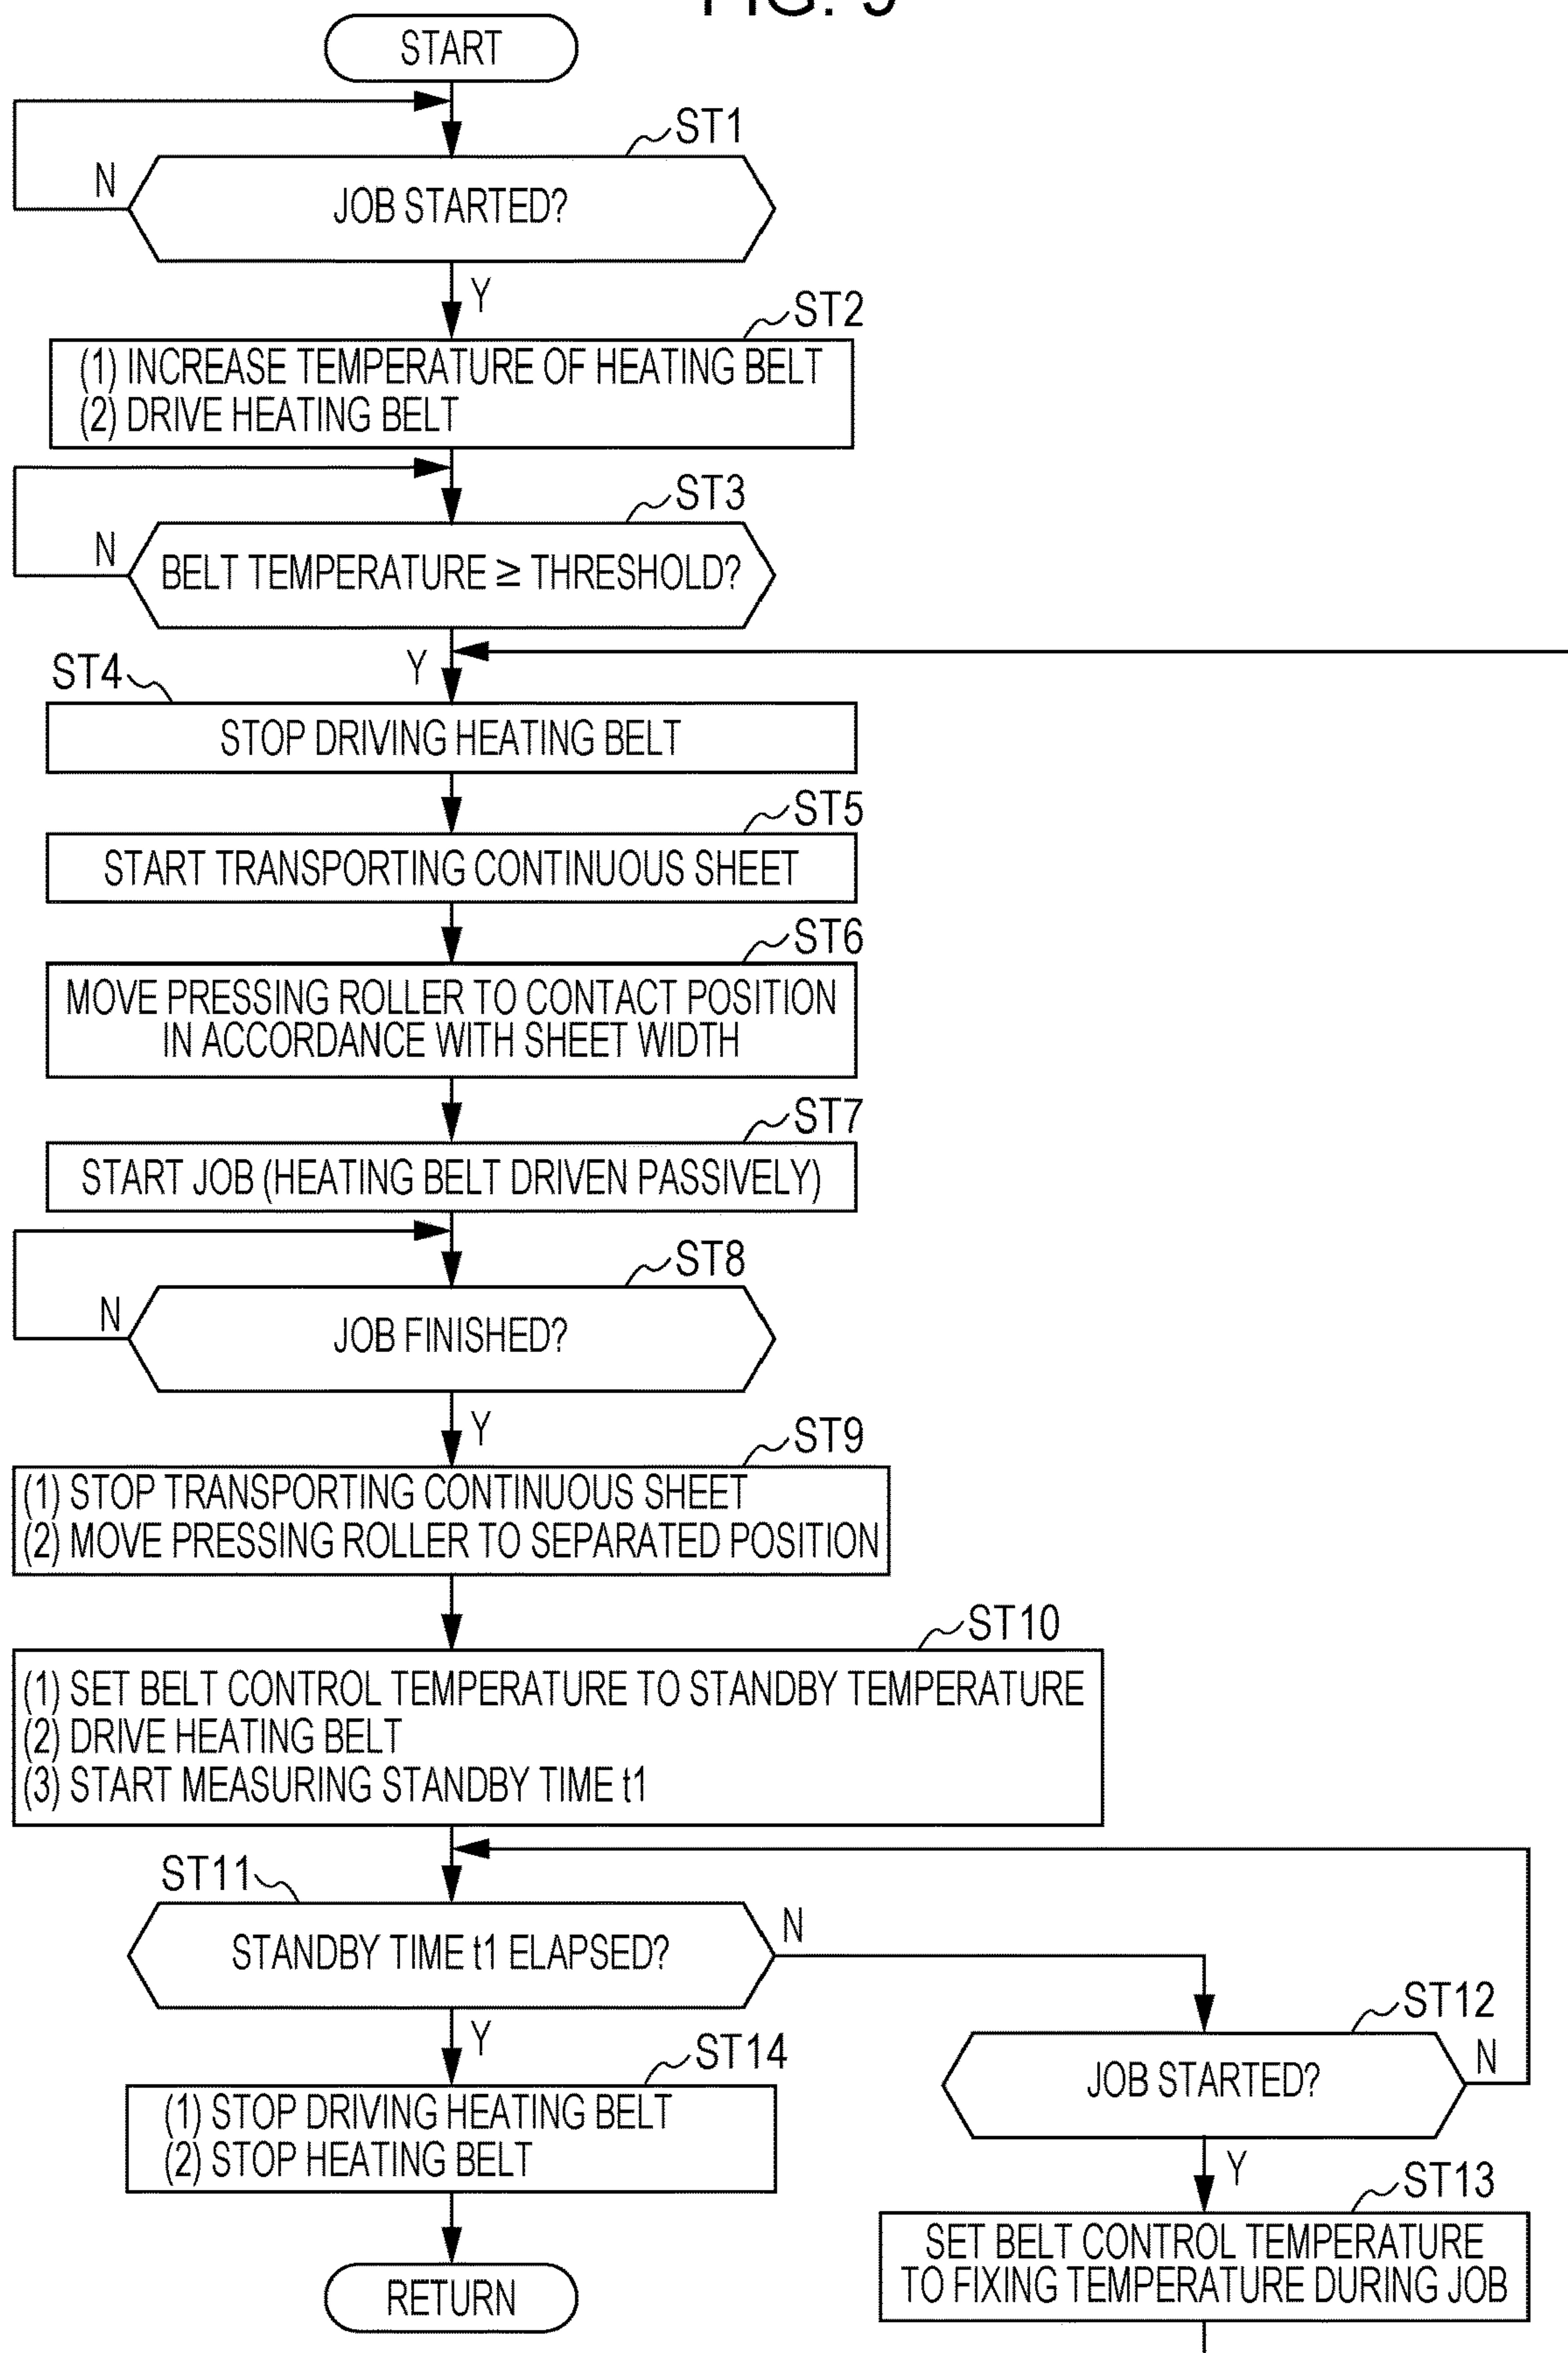 START
ST1
N
JOB STARTED?
Y
ST2
(1) INCREASE TEMPERATURE OF HEATING BELT
(2) DRIVE HEATING BELT
ST3
N
BELT TEMPERATURE ≥ THRESHOLD?
Y
ST4
STOP DRIVING HEATING BELT
ST5
START TRANSPORTING CONTINUOUS SHEET
ST6
MOVE PRESSING ROLLER TO CONTACT POSITION
IN ACCORDANCE WITH SHEET WIDTH
ST7
START JOB (HEATING BELT DRIVEN PASSIVELY)
ST8
N
JOB FINISHED?
Y
ST9
(1) STOP TRANSPORTING CONTINUOUS SHEET
(2) MOVE PRESSING ROLLER TO SEPARATED POSITION
ST10
(1) SET BELT CONTROL TEMPERATURE TO STANDBY TEMPERATURE
(2) DRIVE HEATING BELT
(3) START MEASURING STANDBY TIME t1
ST11
STANDBY TIME t1 ELAPSED?
N
Y
ST12
JOB STARTED?
N
ST14
(1) STOP DRIVING HEATING BELT
(2) STOP HEATING BELT
Y
ST13
SET BELT CONTROL TEMPERATURE
TO FIXING TEMPERATURE DURING JOB
RETURN